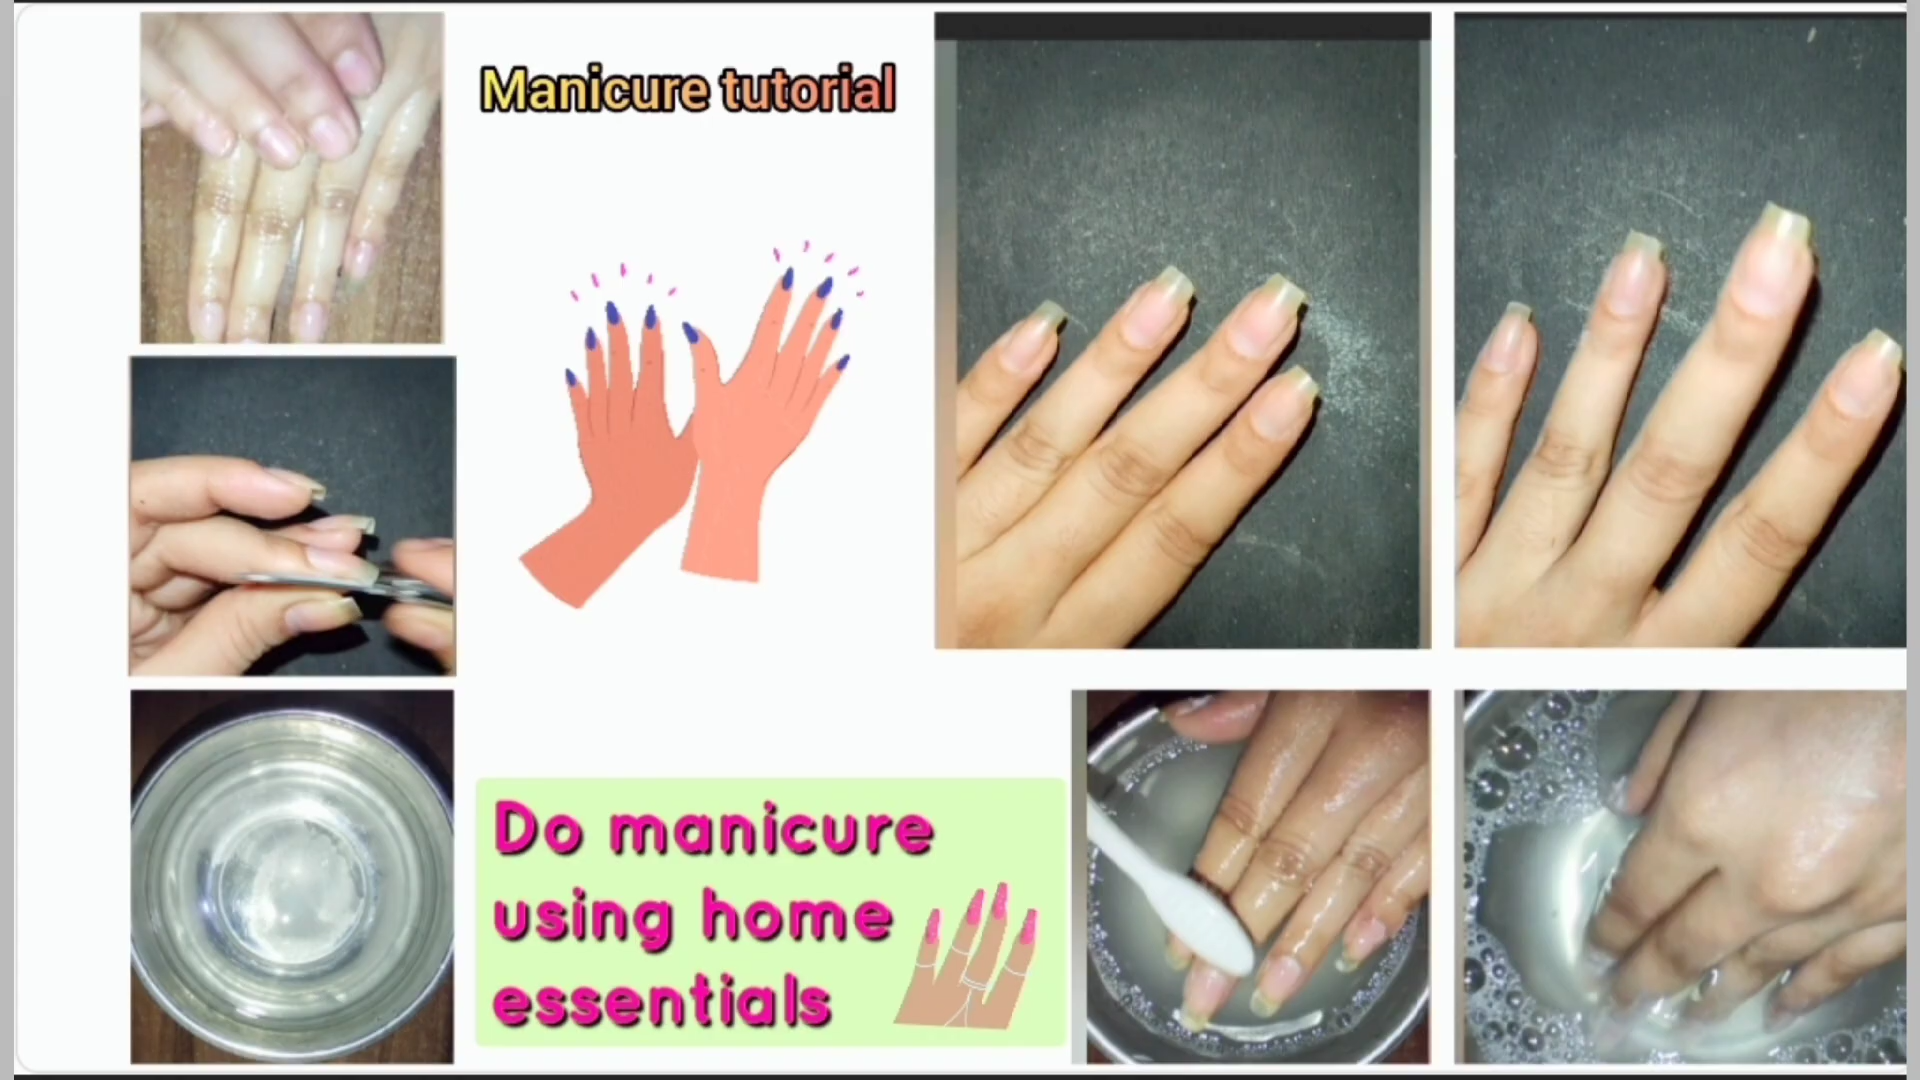 Manicure tutorial
Do manicure
using home
essentials